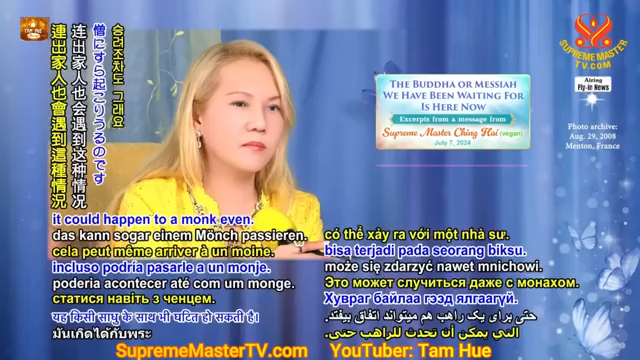 連出家人也會遇到這種情況
连出家人也会遇到这种情况
僧にすら起こりうるのです
승려조차도 그래요
it could happen to a monk even.
das kann sogar einem Mönch passieren.
cela peut même arriver à un moine.
incluso podría pasarle a un monje.
poderia acontecer até com um monge.
статися навіть з ченцем.
यह किसी साधु के साथ भी घटित हो सकती है।
มันเกิดได้กับพระ
có thể xảy ra với một nhà sư.
bisa terjadi pada seorang biksu.
może się zdarzyć nawet mnichowi.
Это может случиться даже с монахом.
Хуврaг байлаа гээд ялгаагүй.
حتی برای یک راهب هم میتواند اتفاق بیفتد.
التي يمكن أن تحدث للراهب حتى.
THE BUDDHA OR MESSIAH
WE HAVE BEEN WAITING FOR
IS HERE NOW
Excerpts from a message from
Supreme Master Ching Hai (vegan)
July 7, 2024
SUPREME MASTER
TV.COM
Airing
Fly-in News
Photo archive:
Aug. 29, 2008
Menton, France
SupremeMasterTV.com
YouTuber: Tam Hue